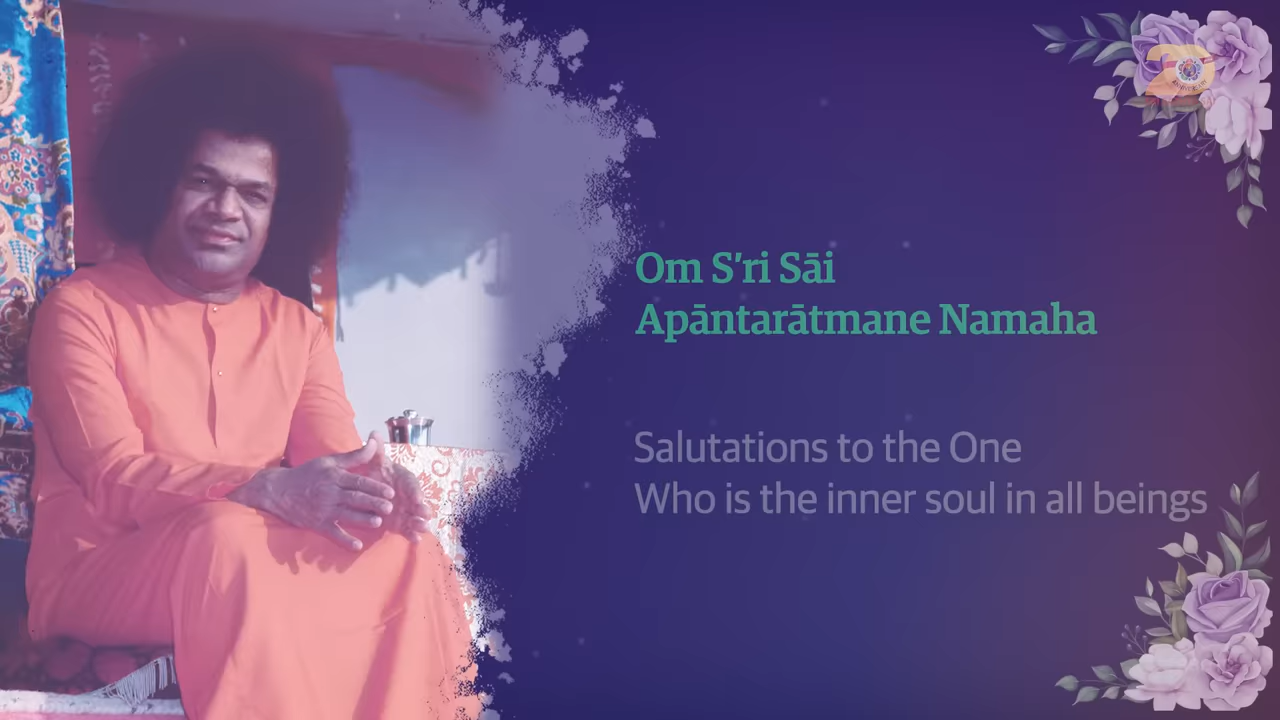 Om S'ri Sāi
Apāntarātmane Namaha
Salutations to the One
Who is the inner soul in all beings